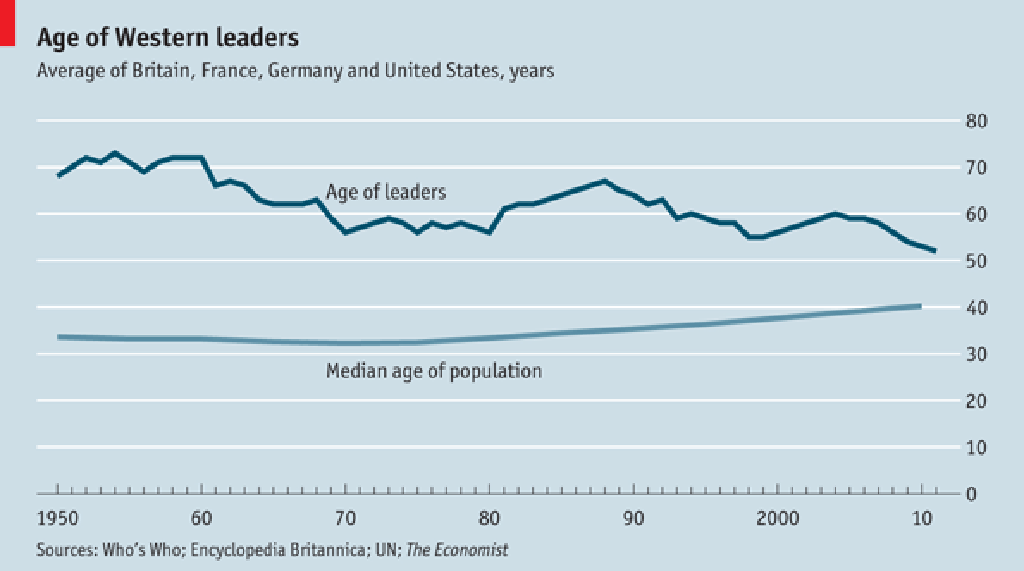 Age of Western leaders
Average of Britain, France, Germany and United States, years
80
70
Age of leaders
60
50
40
30
Median age of population
20
10
0
1950 60 70 80 90 2000 10
Sources: Who's Who; Encyclopedia Britannica; UN; The Economist